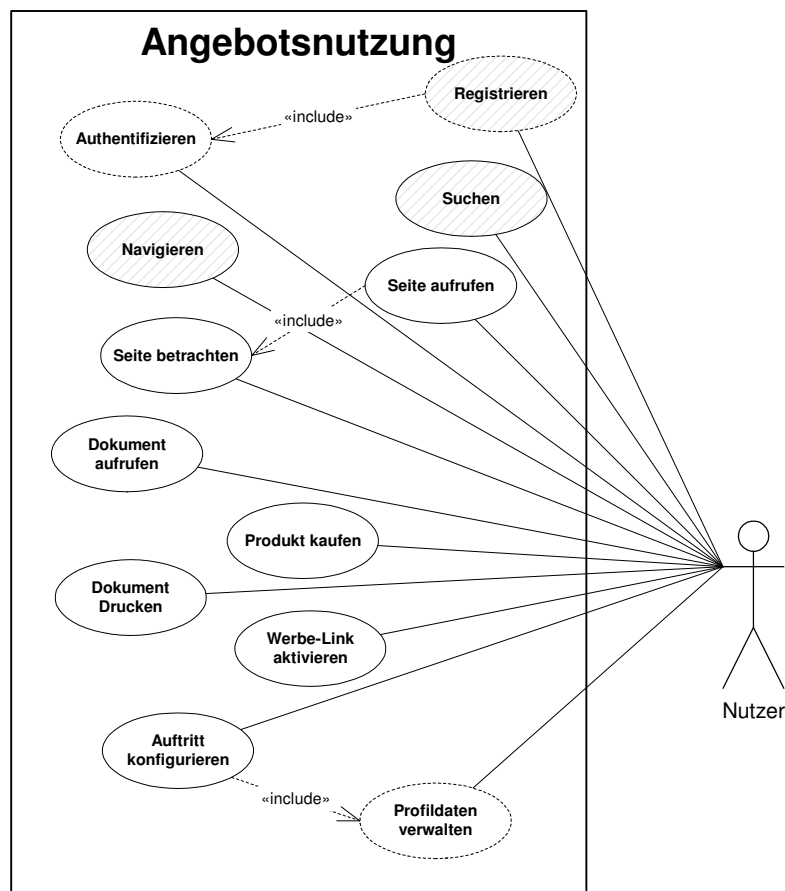 Angebotsnutzung
Registrieren
«include»
Authentifizieren
Suchen
Navigieren
Seite aufrufen
«include»
Seite betrachten
Dokument
aufrufen
Produkt kaufen
Dokument
Drucken
Werbe-Link
aktivieren
Nutzer
Auftritt
konfigurieren
«include»
Profildaten
verwalten